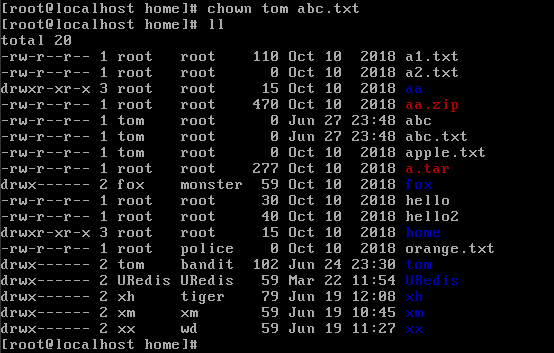 [root@localhost home]# chown tom abc.txt
[root@localhost home]# ll
total 20
-rw-r--r-- 1 root   root    110 Oct 10  2018 a1.txt
-rw-r--r-- 1 root   root      0 Oct 10  2018 a2.txt
drwxr-xr-x 3 root   root     15 Oct 10  2018 aa
-rw-r--r-- 1 root   root    470 Oct 10  2018 aa.zip
-rw-r--r-- 1 tom    root      0 Jun 27 23:48 abc
-rw-r--r-- 1 tom    root      0 Jun 27 23:48 abc.txt
-rw-r--r-- 1 tom    root      0 Oct 10  2018 apple.txt
-rw-r--r-- 1 root   root    277 Oct 10  2018 a.tar
drwx------ 2 fox    monster  59 Oct 10  2018 fox
-rw-r--r-- 1 root   root     30 Oct 10  2018 hello
-rw-r--r-- 1 root   root     40 Oct 10  2018 hello2
drwxr-xr-x 3 root   root     15 Oct 10  2018 home
-rw-r--r-- 1 root   police    0 Oct 10  2018 orange.txt
drwx------ 2 tom    bandit  102 Jun 24 23:30 tom
drwx------ 2 URedis URedis   59 Mar 22 11:54 URedis
drwx------ 2 xh     tiger    79 Jun 19 12:08 xh
drwx------ 2 xm     xm       59 Jun 19 10:45 xm
drwx------ 2 xx     wd       59 Jun 19 11:27 xx
[root@localhost home]#